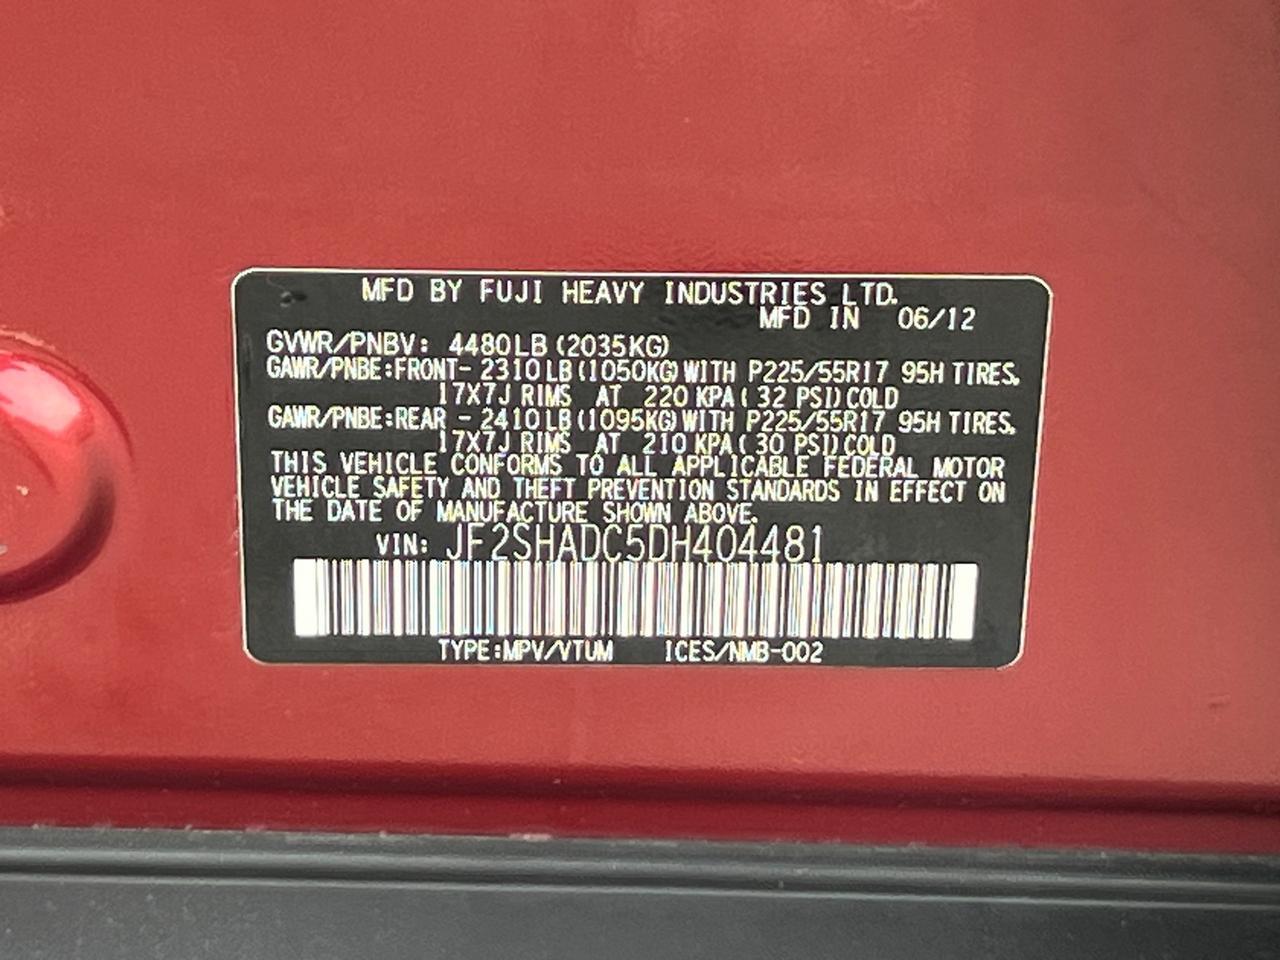 MFD BY FUJI HEAVY INDUSTRIES LTD.
MFD IN 06/12
GVWR/PNBV: 4480LB (2035KG)
GAWR/PNBE:FRONT- 2310LB(1050KG)WITH P225/55R17 95H TIRES,
17X7J RIMS AT 220 KPA( 32 PSI)COLD
GAWR/PNBE:REAR - 2410LB(1095KG)WITH P225/55R17 95H TIRES,
17X7J RIMS AT 210 KPA( 30 PSI)COLD
THIS VEHICLE CONFORMS TO ALL APPLICABLE FEDERAL MOTOR
VEHICLE SAFETY AND THEFT PREVENTION STANDARDS IN EFFECT ON
THE DATE OF MANUFACTURE SHOWN ABOVE.
VIN: JF2SHADC5DH404481
TYPE:MPV/VTUM ICES/NMB-002